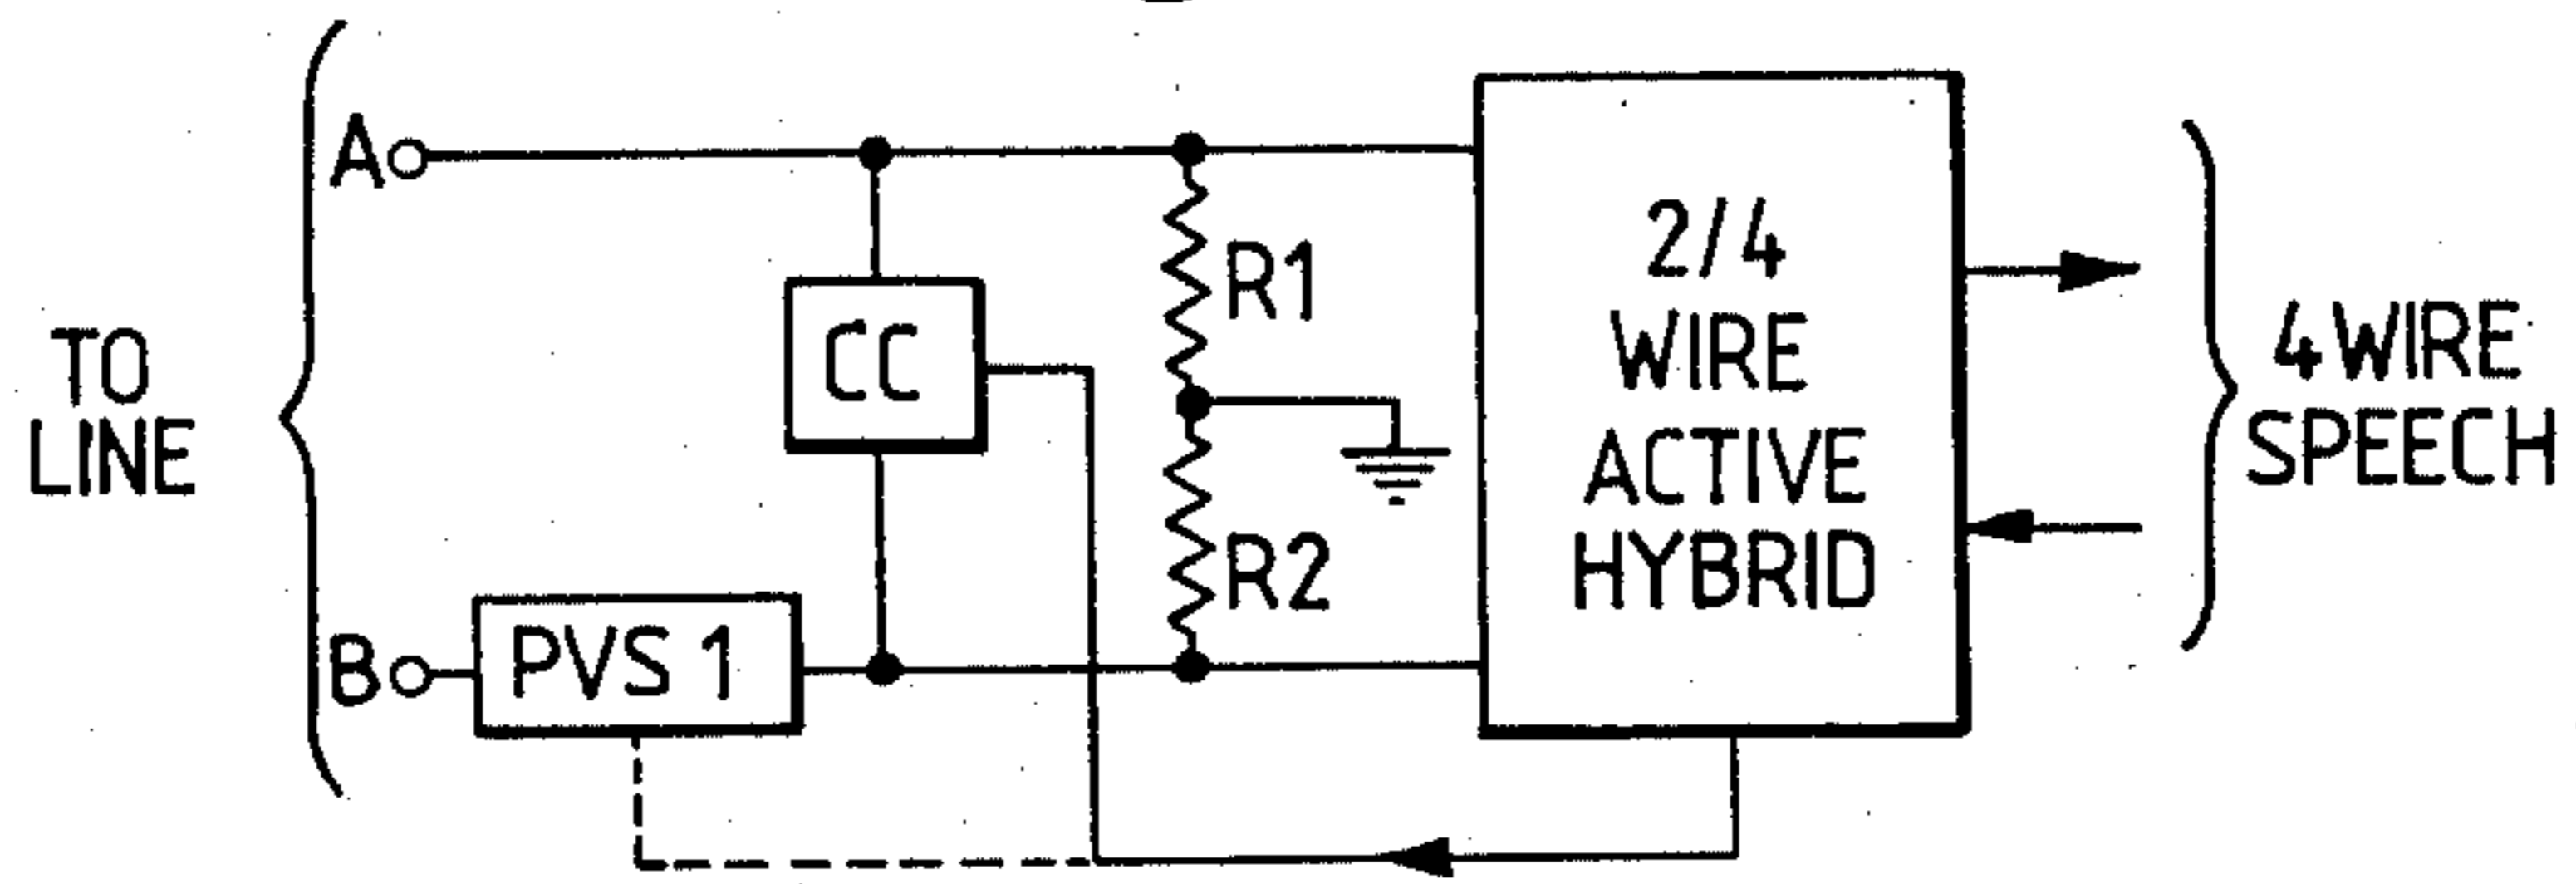 A
TO
LINE
B
PVS 1
CC
R1
R2
2/4
WIRE
ACTIVE
HYBRID
4 WIRE
SPEECH